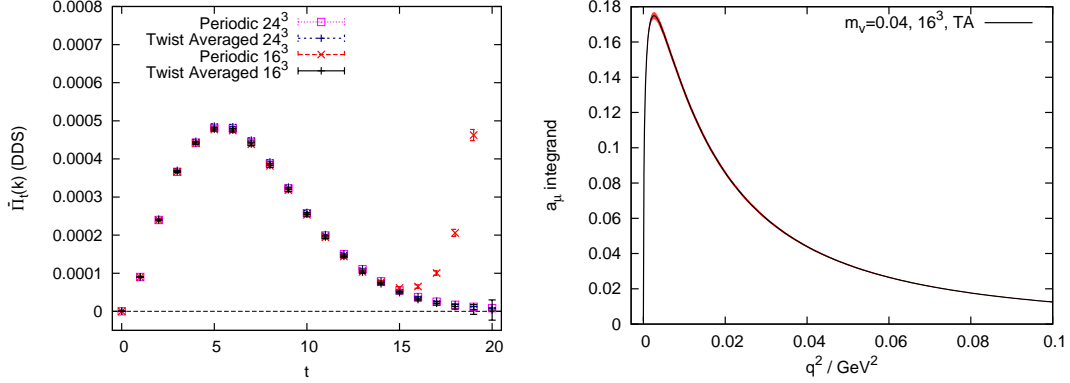 0.0008
0.0007
0.0006
0.0005
0.0004
0.0003
0.0002
0.0001
0
0 5 10 15 20
t
Π̄t(k) (DDS)
Periodic 24³
Twist Averaged 24³
Periodic 16³
Twist Averaged 16³
0.18
0.16
0.14
0.12
0.10
0.08
0.06
0.04
0.02
0.00
0 0.02 0.04 0.06 0.08 0.1
q² / GeV²
aμ integrand
mv=0.04, 16³, TA